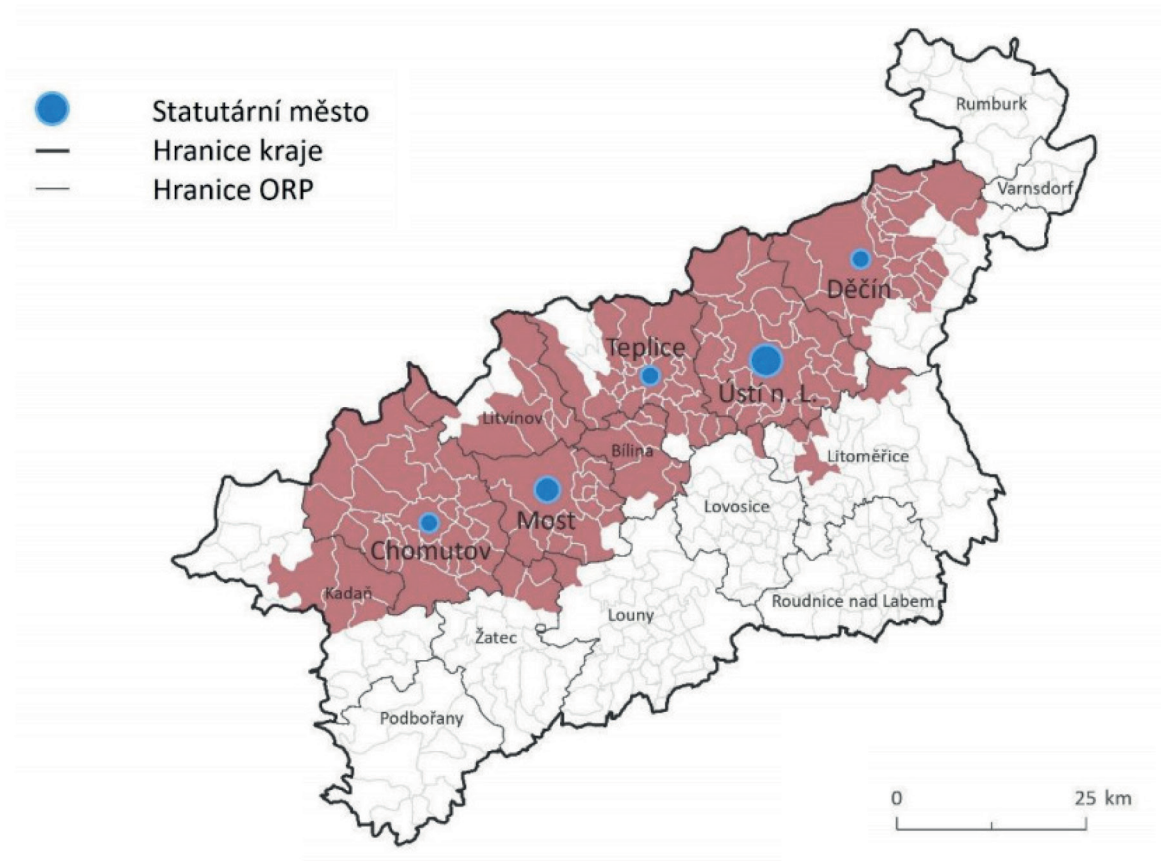 Statutární město
Hranice kraje
Hranice ORP
Rumburk
Varnsdorf
Děčín
Teplice
Ústí n. L.
Litvínov
Bílina
Litoměřice
Most
Lovosice
Chomutov
Kadaň
Roudnice nad Labem
Louny
Žatec
Podbořany
0 25 km